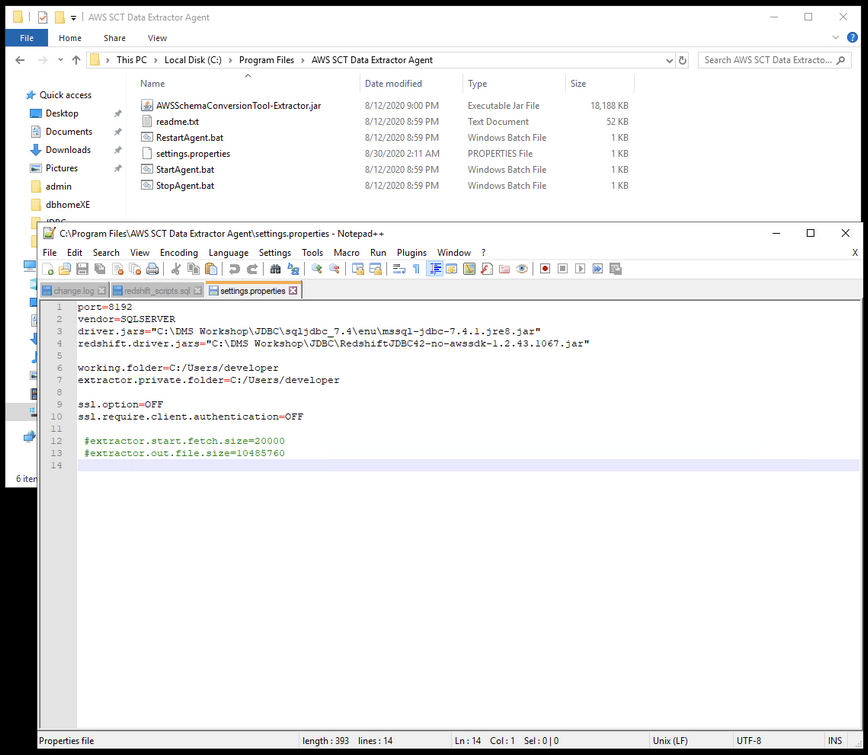 AWS SCT Data Extractor Agent
File Home Share View
This PC Local Disk (C:) Program Files AWS SCT Data Extractor Agent
Search AWS SCT Data Extracto...
Name Date modified Type Size
Quick access
Desktop
Documents
Downloads
Pictures
admin
dbhomeXE
AWSSchemaConversionTool-Extractor.jar 8/12/2020 9:00 PM Executable Jar File 18,188 KB
readme.txt 8/12/2020 8:59 PM Text Document 52 KB
RestartAgent.bat 8/12/2020 8:59 PM Windows Batch File 1 KB
settings.properties 8/30/2020 2:11 AM PROPERTIES File 1 KB
StartAgent.bat 8/12/2020 8:59 PM Windows Batch File 1 KB
StopAgent.bat 8/12/2020 8:59 PM Windows Batch File 1 KB
C:\Program Files\AWS SCT Data Extractor Agent\settings.properties - Notepad++
File Edit Search View Encoding Language Settings Tools Macro Run Plugins Window ? X
change.log redshift_scripts.sql settings.properties
1 port=8192
2 vendor=SQLSERVER
3 driver.jars="C:\DMS Workshop\JDBC\sqljdbc_7.4\enu\mssql-jdbc-7.4.1.jre8.jar"
4 redshift.driver.jars="C:\DMS Workshop\JDBC\RedshiftJDBC42-no-awssdk-1.2.43.1067.jar"
5
6 working.folder=C:/Users/developer
7 extractor.private.folder=C:/Users/developer
8
9 ssl.option=OFF
10 ssl.require.client.authentication=OFF
11
12 #extractor.start.fetch.size=20000
13 #extractor.out.file.size=10485760
14
6 item
Properties file length : 393 lines : 14 Ln : 14 Col : 1 Sel : 0 | 0 Unix (LF) UTF-8 INS